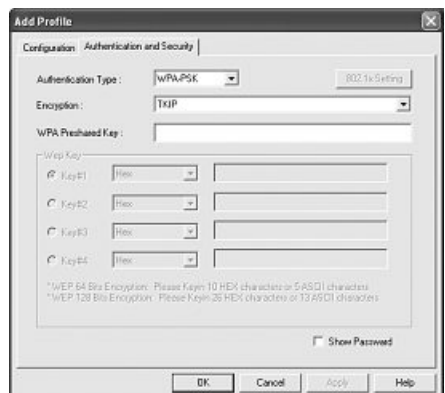 Add Profile
Configuration Authentication and Security
Authentication Type : WPA-PSK 802.1x Setting
Encryption : TKIP
WPA Preshared Key :
Wep Key
Key#1 Hex
Key#2 Hex
Key#3 Hex
Key#4 Hex
*WEP 64 Bits Encryption: Please Keyin 10 HEX characters or 5 ASCII characters
*WEP 128 Bits Encryption: Please Keyin 26 HEX characters or 13 ASCII characters
Show Password
OK Cancel Apply Help